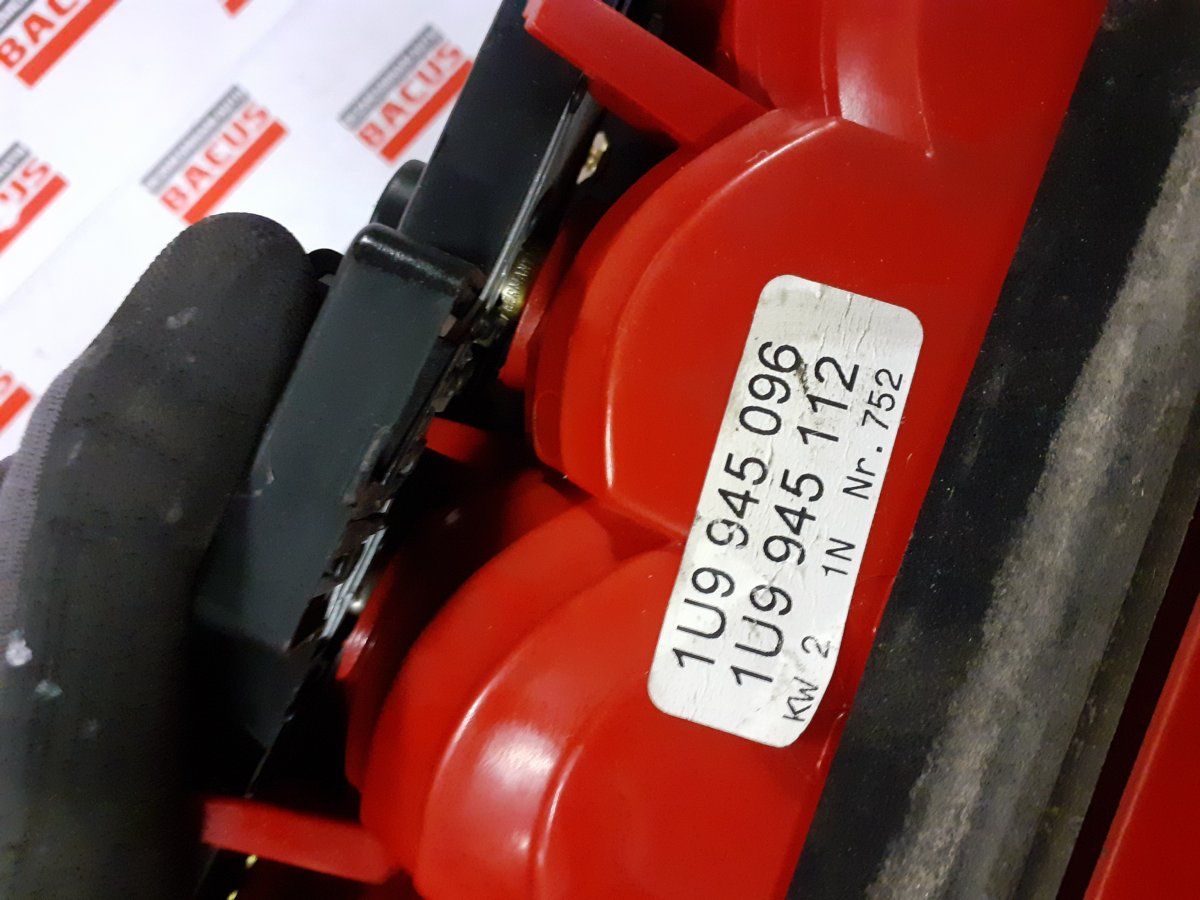 BACUS
BACUS
BACUS
1U9 945 096
1U9 945 112
KW 2 1N Nr. 752